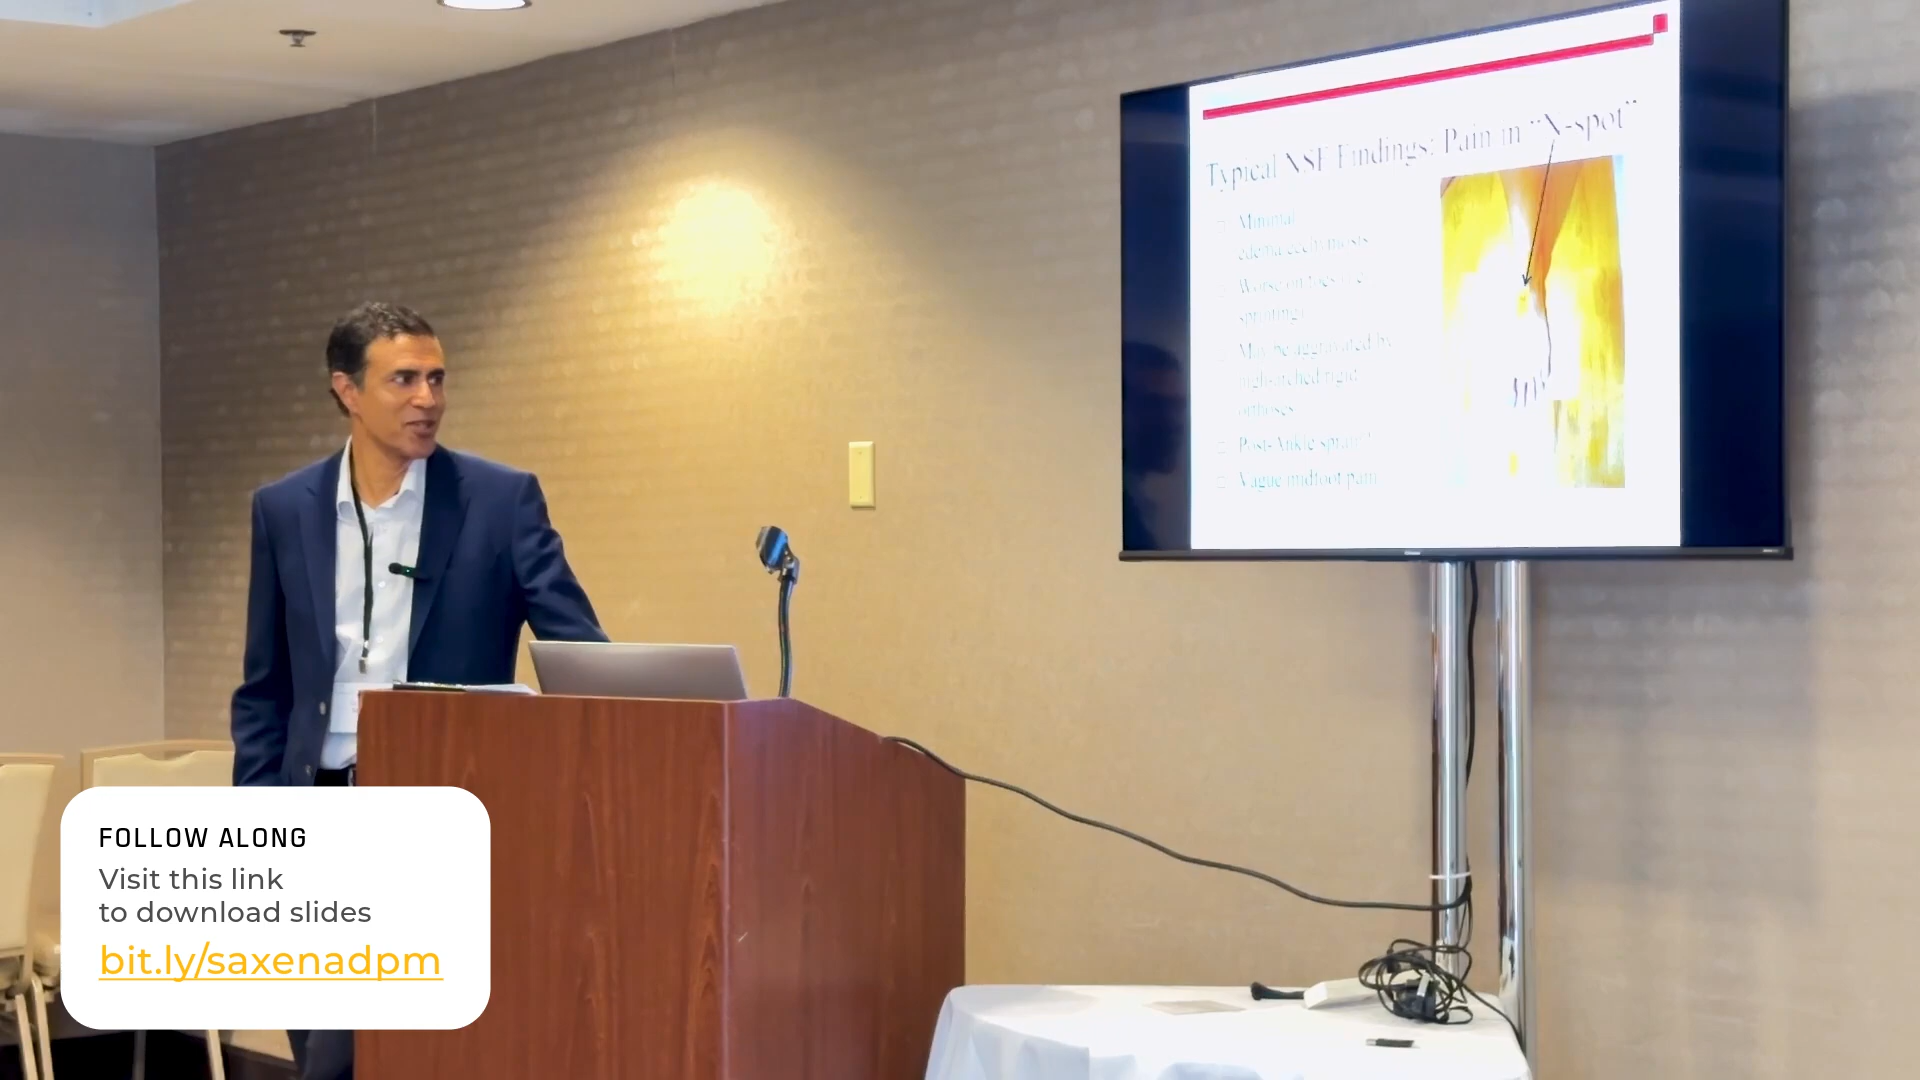 Typical NSF Findings: Pain in “N-spot”
Minimal
edema/ecchymosis
Worse on toes (i.e.
sprinting)
May be aggravated by
high-arched rigid
orthoses
Post-Ankle sprain
Vague midfoot pain
FOLLOW ALONG
Visit this link
to download slides
bit.ly/saxenadpm